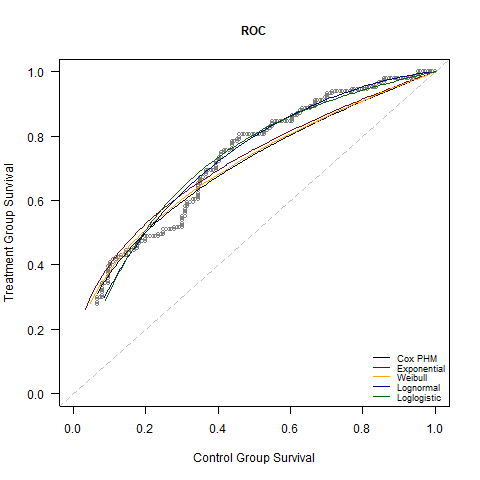 ROC
Treatment Group Survival
1.0
0.8
0.6
0.4
0.2
0.0
Cox PHM
Exponential
Weibull
Lognormal
Loglogistic
0.0 0.2 0.4 0.6 0.8 1.0
Control Group Survival